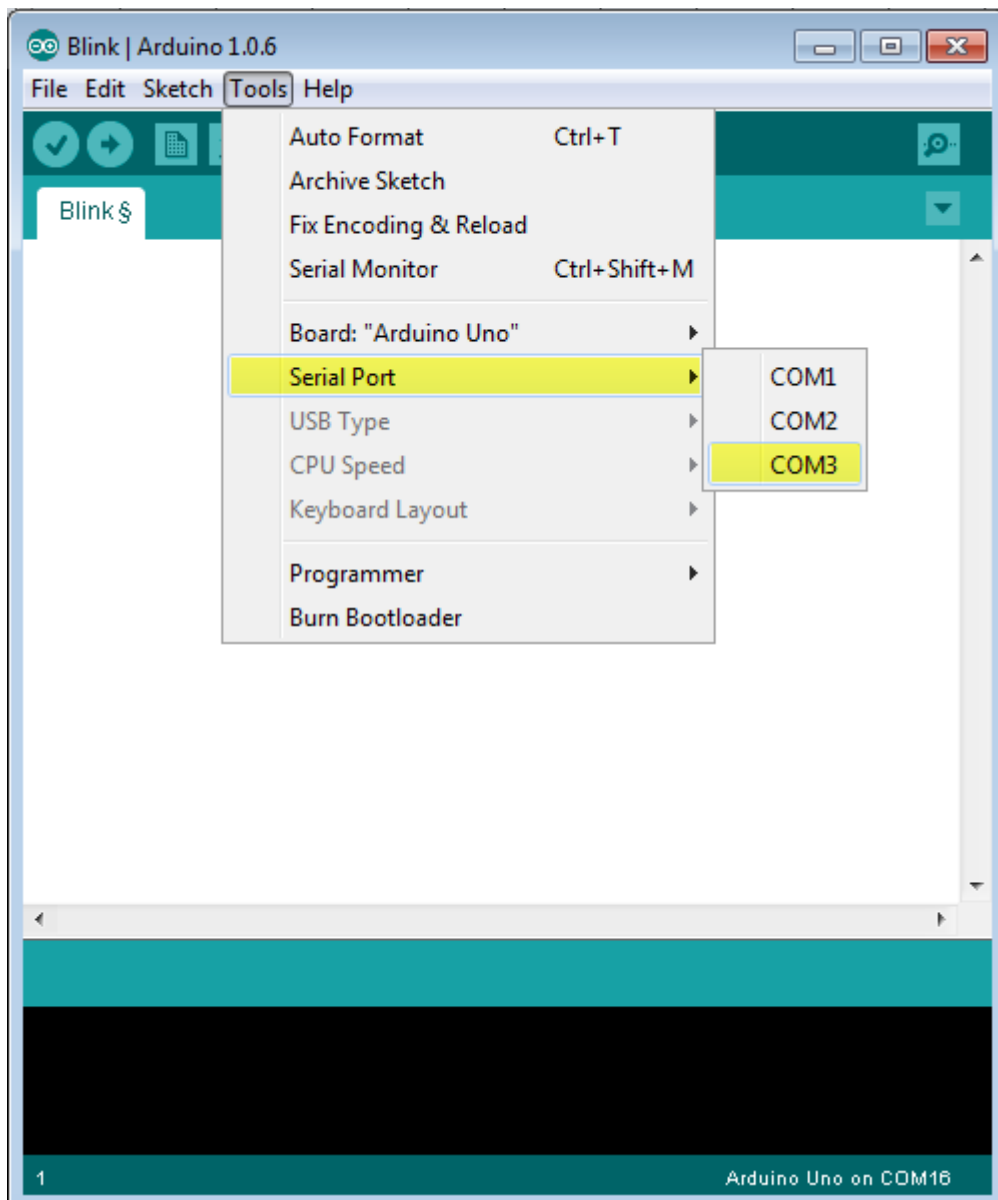 Blink | Arduino 1.0.6
File Edit Sketch Tools Help
Auto Format Ctrl+T
Archive Sketch
Blink §
Fix Encoding & Reload
Serial Monitor Ctrl+Shift+M
Board: "Arduino Uno"
Serial Port
COM1
USB Type
COM2
CPU Speed
COM3
Keyboard Layout
Programmer
Burn Bootloader
1
Arduino Uno on COM16